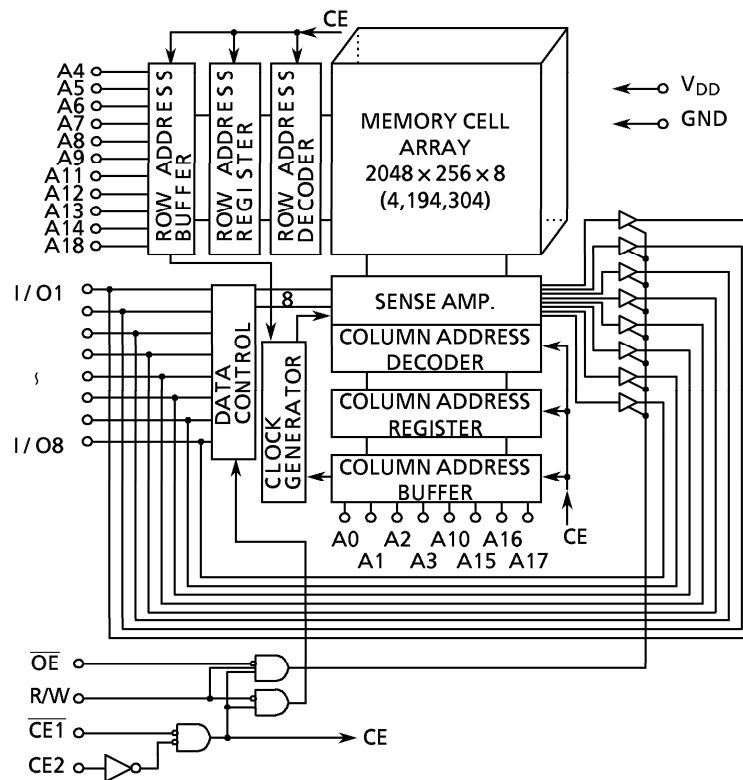 CE
A4
A5
A6
A7
A8
A9
A11
A12
A13
A14
A18
ROW ADDRESS
BUFFER
ROW ADDRESS
REGISTER
ROW ADDRESS
DECODER
MEMORY CELL
ARRAY
2048 × 256 × 8
(4,194,304)
VDD
GND
I / O1
~
I / O8
DATA
CONTROL
8
CLOCK
GENERATOR
SENSE AMP.
COLUMN ADDRESS
DECODER
COLUMN ADDRESS
REGISTER
COLUMN ADDRESS
BUFFER
A0 A2 A10 A16
A1 A3 A15 A17
CE
OE
R/W
CE1
CE2
CE